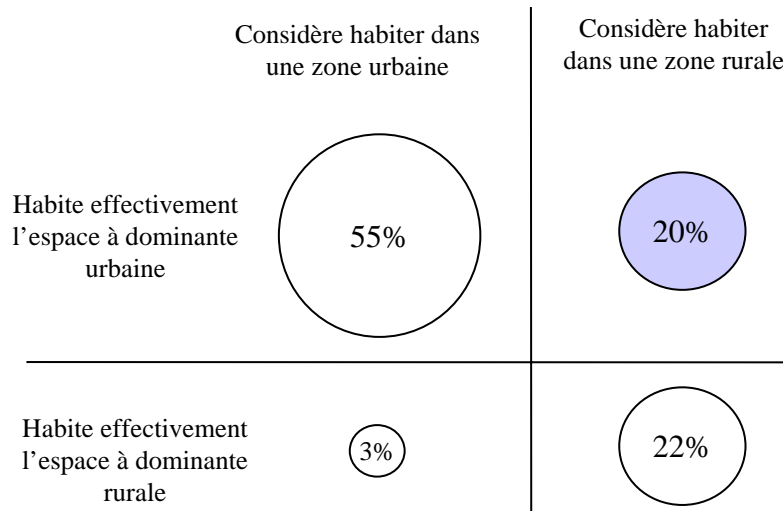 Considère habiter dans
une zone urbaine
Considère habiter
dans une zone rurale
Habite effectivement
l’espace à dominante
urbaine
55%
20%
Habite effectivement
l’espace à dominante
rurale
3%
22%